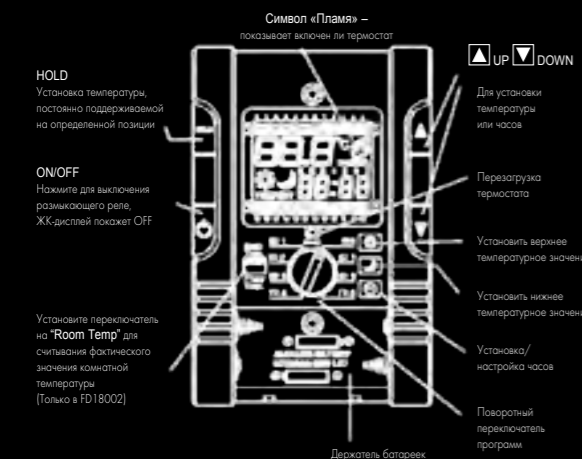 Символ «Пламя» –
показывает включен ли термостат
HOLD
Установка температуры,
постоянно поддерживаемой
на определенной позиции
ON/OFF
Нажмите для выключения
размыкающего реле,
ЖК-дисплей покажет OFF
Установите переключатель
на "Room Temp" для
считывания фактического
значения комнатной
температуры
(Только в FD18002)
UP DOWN
Для установки
температуры
или часов
Перезагрузка
термостата
Установить верхнее
температурное значени
Установить нижнее
температурное значени
Установка/
настройка часов
Поворотный
переключатель
программ
Держатель батареек